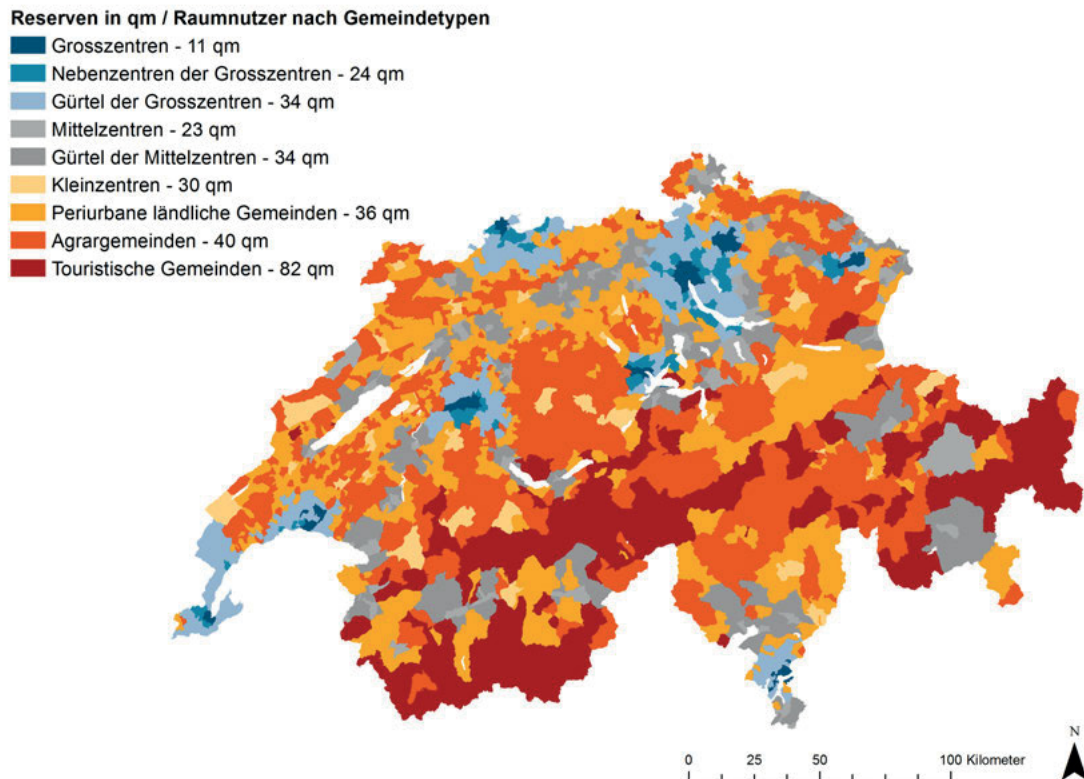 Reserven in qm / Raumnutzer nach Gemeindetypen
Grosszentren - 11 qm
Nebenzentren der Grosszentren - 24 qm
Gürtel der Grosszentren - 34 qm
Mittelzentren - 23 qm
Gürtel der Mittelzentren - 34 qm
Kleinzentren - 30 qm
Periurbane ländliche Gemeinden - 36 qm
Agrargemeinden - 40 qm
Touristische Gemeinden - 82 qm
N
0 25 50 100 Kilometer